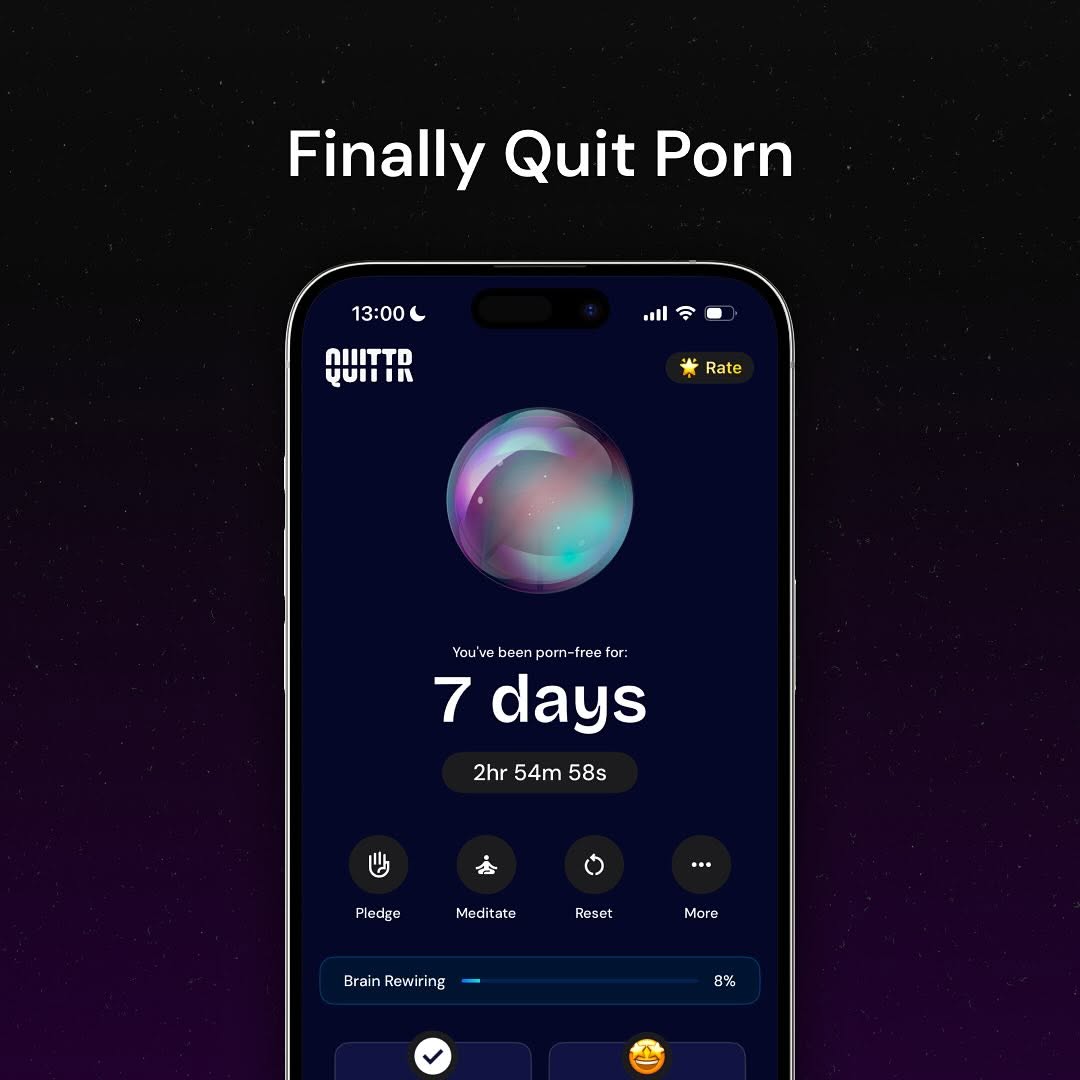 Finally Quit Porn
13:00
QUITTR
🌟 Rate
You've been porn-free for:
7 days
2hr 54m 58s
Pledge Meditate Reset More
Brain Rewiring 8%